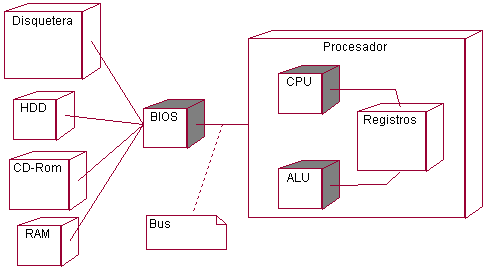 Disquetera
HDD
CD-Rom
RAM
BIOS
Bus
Procesador
CPU
Registros
ALU